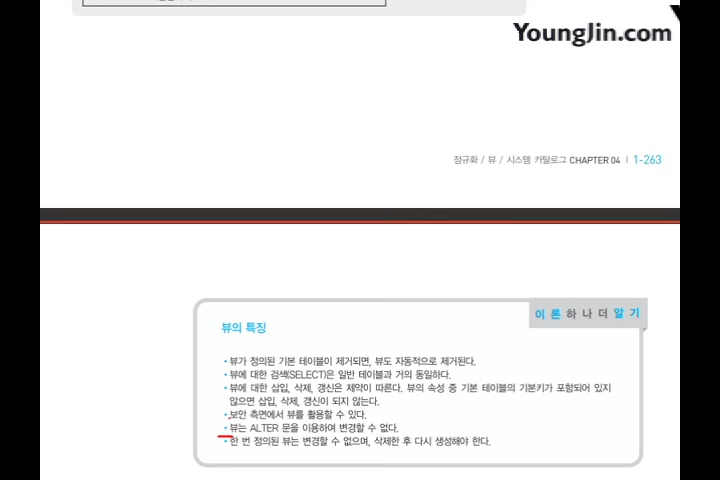 YoungJin.com
정규화 / 뷰 / 시스템 카탈로그 CHAPTER 04 | 1-263
이 론 하 나 더 알 기
뷰의 특징
• 뷰가 정의된 기본 테이블이 제거되면, 뷰도 자동적으로 제거된다.
• 뷰에 대한 검색(SELECT)은 일반 테이블과 거의 동일하다.
• 뷰에 대한 삽입, 삭제, 갱신은 제약이 따른다. 뷰의 속성 중 기본 테이블의 기본키가 포함되어 있지
않으면 삽입, 삭제, 갱신이 되지 않는다.
• 보안 측면에서 뷰를 활용할 수 있다.
• 뷰는 ALTER 문을 이용하여 변경할 수 없다.
• 한 번 정의된 뷰는 변경할 수 없으며, 삭제한 후 다시 생성해야 한다.